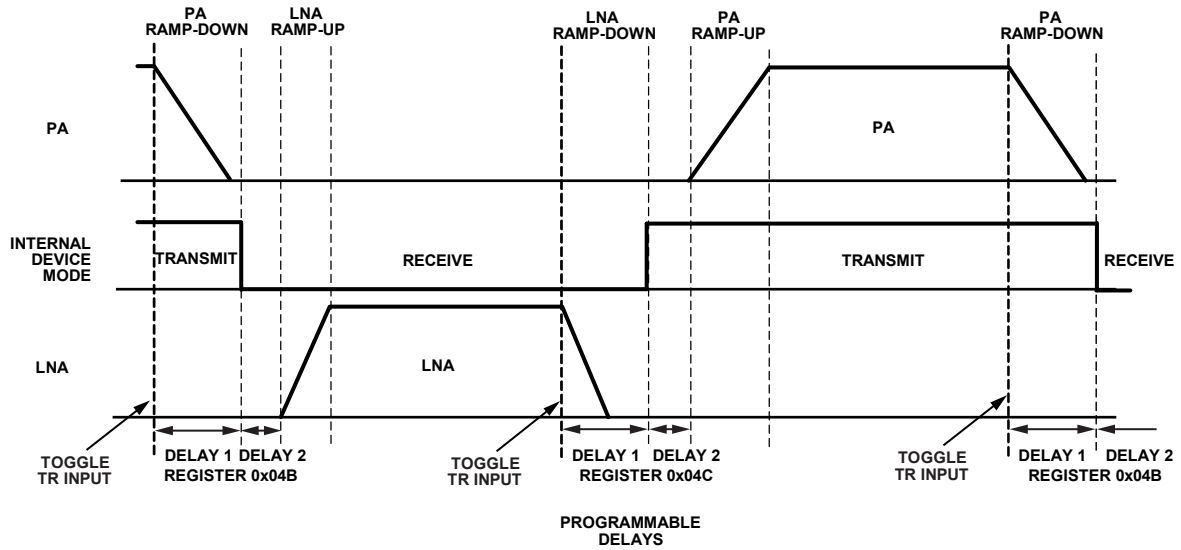 PA
RAMP-DOWN
LNA
RAMP-UP
LNA
RAMP-DOWN
PA
RAMP-UP
PA
RAMP-DOWN
PA
PA
INTERNAL
DEVICE
MODE
TRANSMIT
RECEIVE
TRANSMIT
RECEIVE
LNA
LNA
TOGGLE
TR INPUT
DELAY 1 DELAY 2
REGISTER 0x04B
TOGGLE
TR INPUT
DELAY 1 DELAY 2
REGISTER 0x04C
TOGGLE
TR INPUT
DELAY 1 DELAY 2
REGISTER 0x04B
PROGRAMMABLE
DELAYS